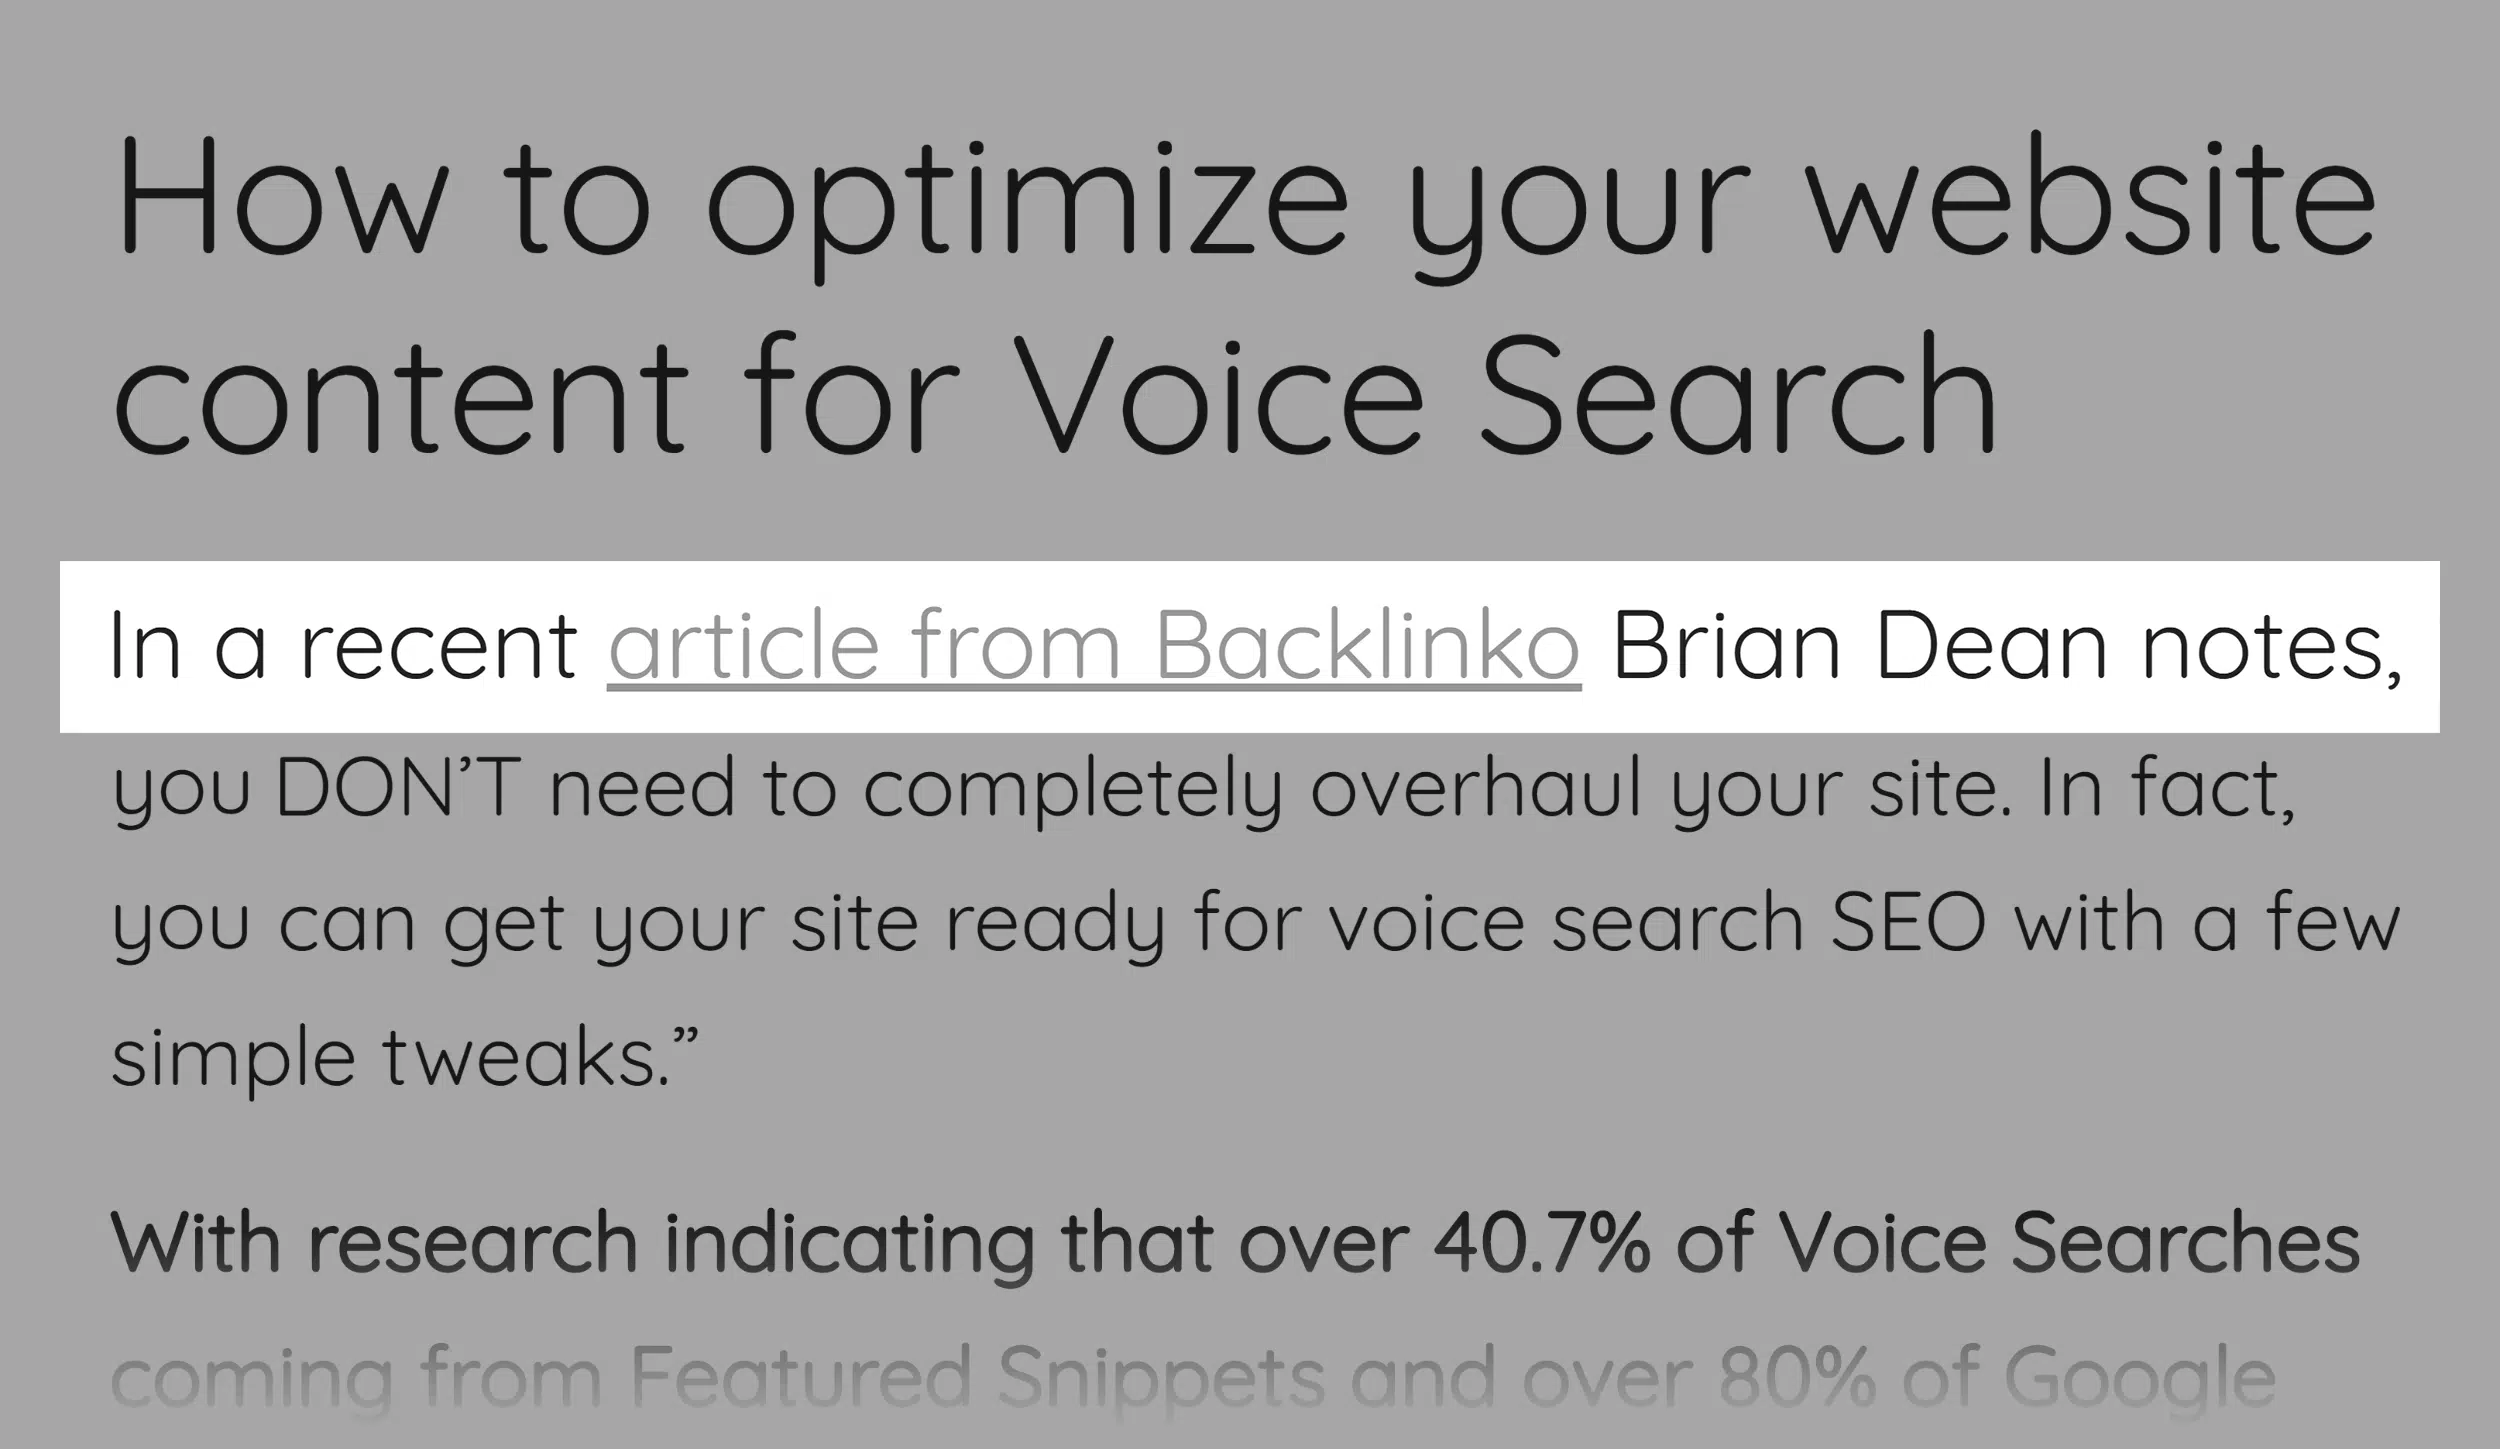 How to optimize your website
content for Voice Search
In a recent article from Backlinko Brian Dean notes,
you DON’T need to completely overhaul your site. In fact,
you can get your site ready for voice search SEO with a few
simple tweaks.”
With research indicating that over 40.7% of Voice Searches
coming from Featured Snippets and over 80% of Google